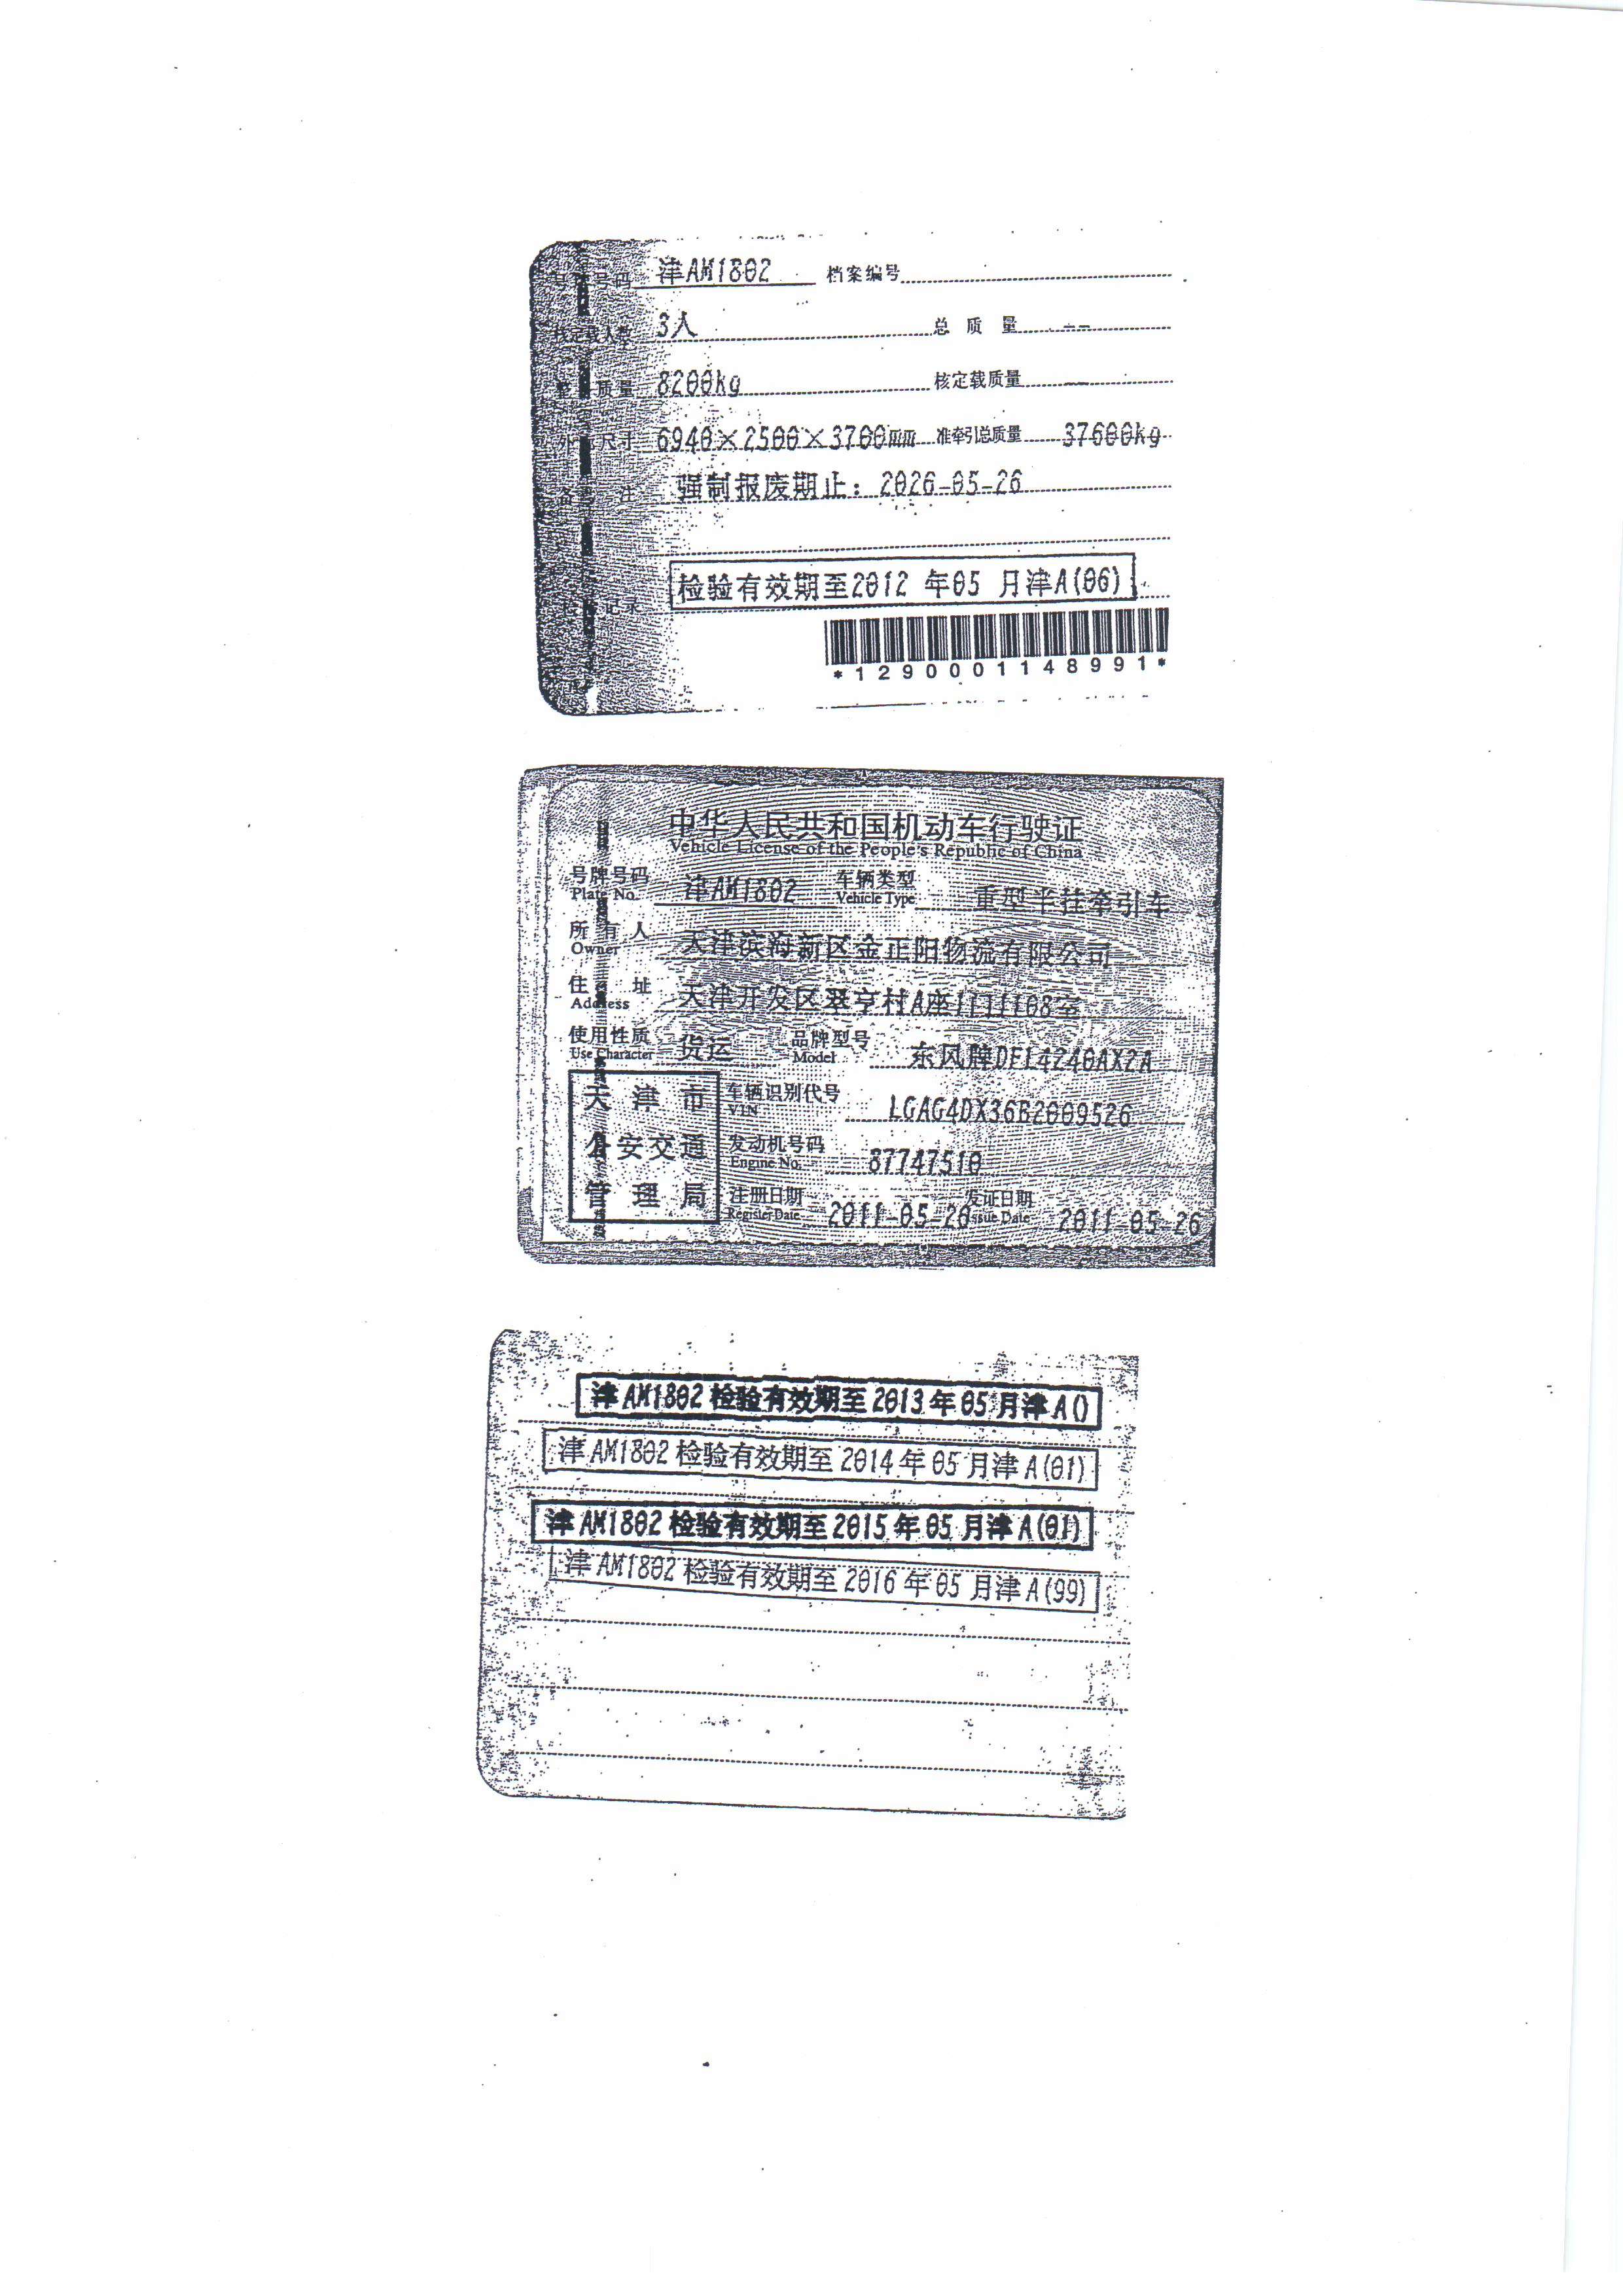 号牌号码 津AM1802 档案编号
核定载人数 3人 总质量 --
整备质量 8200kg 核定载质量 --
外廓尺寸 6940×2500×3700mm 准牵引总质量 37600kg
备注 强制报废期止：2026-05-26
检验有效期至2012 年05 月津A(06)
检验记录
*1290001148991*
中华人民共和国机动车行驶证
Vehicle License of the People's Republic of China
号牌号码 津AM1802 车辆类型 重型半挂牵引车
Plate No. Vehicle Type
所有人 天津滨海新区金正阳物流有限公司
Owner
住址 天津开发区翠亨村A座1111108室
Address
使用性质 货运 品牌型号 东风牌DFL4240AX2A
Use Character Model
天津市 车辆识别代号 LGAG4DX36B2009526
VIN
公安交通 发动机号码 87747510
Engine No.
管理局 注册日期 2011-05-26 发证日期 2011-05-26
Register Date Issue Date
津AM1802检验有效期至2013年05月津A()
津AM1802检验有效期至2014年05月津A(01)
津AM1802检验有效期至2015年05月津A(01)
津AM1802检验有效期至2016年05月津A(99)